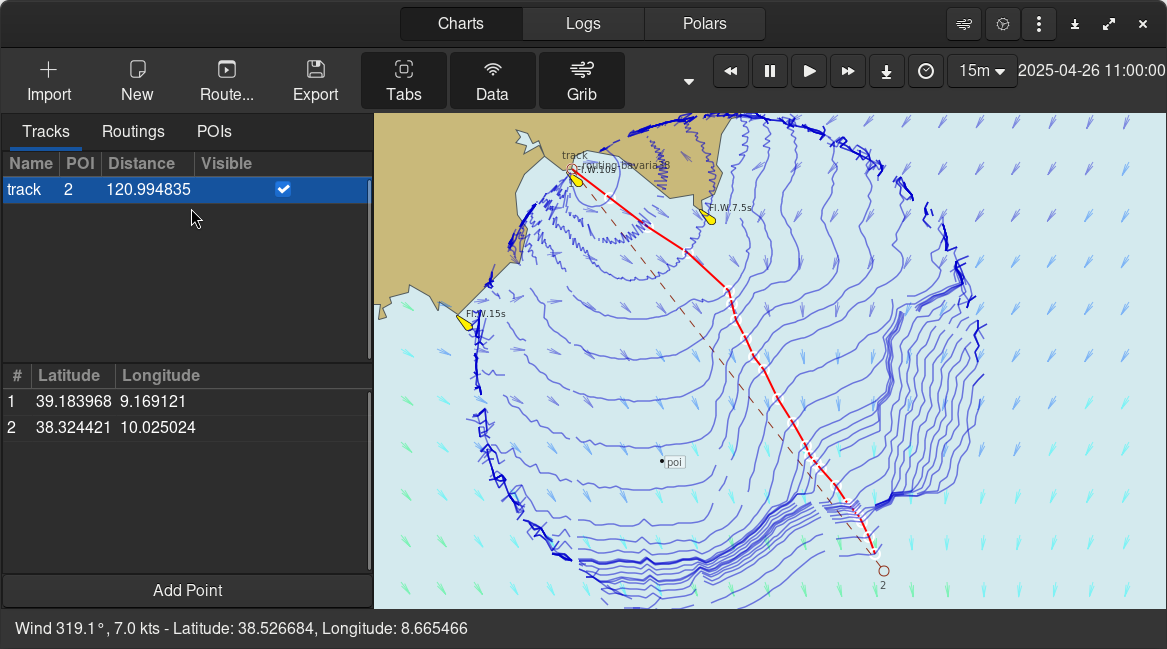 Charts Logs Polars
Import New Route... Export Tabs Data Grib 15m 2025-04-26 11:00:00
Tracks Routings POIs
Name POI Distance Visible
track 2 120.994835
# Latitude Longitude
1 39.183968 9.169121
2 38.324421 10.025024
Add Point
track
routing-bavaria38
Fl.W.10s
Fl.W.7.5s
Fl.W.15s
poi
2
Wind 319.1°, 7.0 kts - Latitude: 38.526684, Longitude: 8.665466